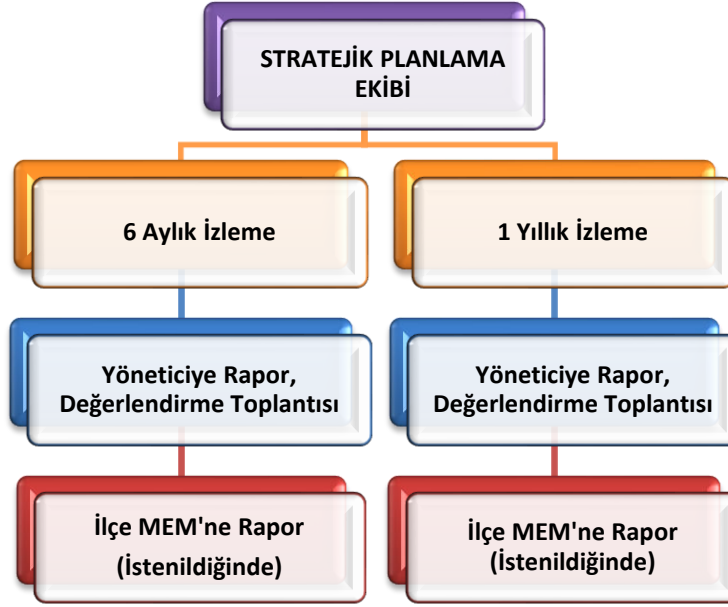 STRATEJİK PLANLAMA
EKİBİ
6 Aylık İzleme
1 Yıllık İzleme
Yöneticiye Rapor,
Değerlendirme Toplantısı
Yöneticiye Rapor,
Değerlendirme Toplantısı
İlçe MEM'ne Rapor
(İstenildiğinde)
İlçe MEM'ne Rapor
(İstenildiğinde)